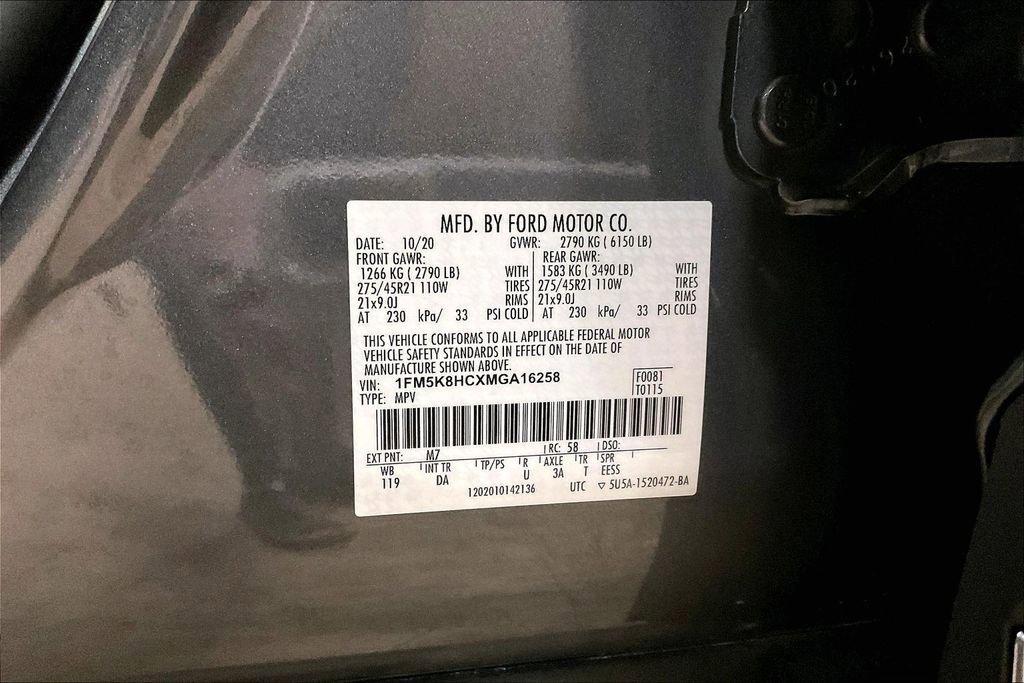 MFD. BY FORD MOTOR CO.
DATE: 10/20 GVWR: 2790 KG ( 6150 LB)
FRONT GAWR: REAR GAWR:
1266 KG ( 2790 LB) WITH 1583 KG ( 3490 LB) WITH
275/45R21 110W TIRES 275/45R21 110W TIRES
21x9.0J RIMS 21x9.0J RIMS
AT 230 kPa/ 33 PSI COLD AT 230 kPa/ 33 PSI COLD
THIS VEHICLE CONFORMS TO ALL APPLICABLE FEDERAL MOTOR
VEHICLE SAFETY STANDARDS IN EFFECT ON THE DATE OF
MANUFACTURE SHOWN ABOVE.
VIN: 1FM5K8HCXMGA16258 F0081
TYPE: MPV T0115
EXT PNT: M7 RC: 58 DSO:
WB INT TR TP/PS R AXLE TR SPR
119 DA U 3A T EESS
1202010142136 UTC ▽ 5U5A-1520472-BA